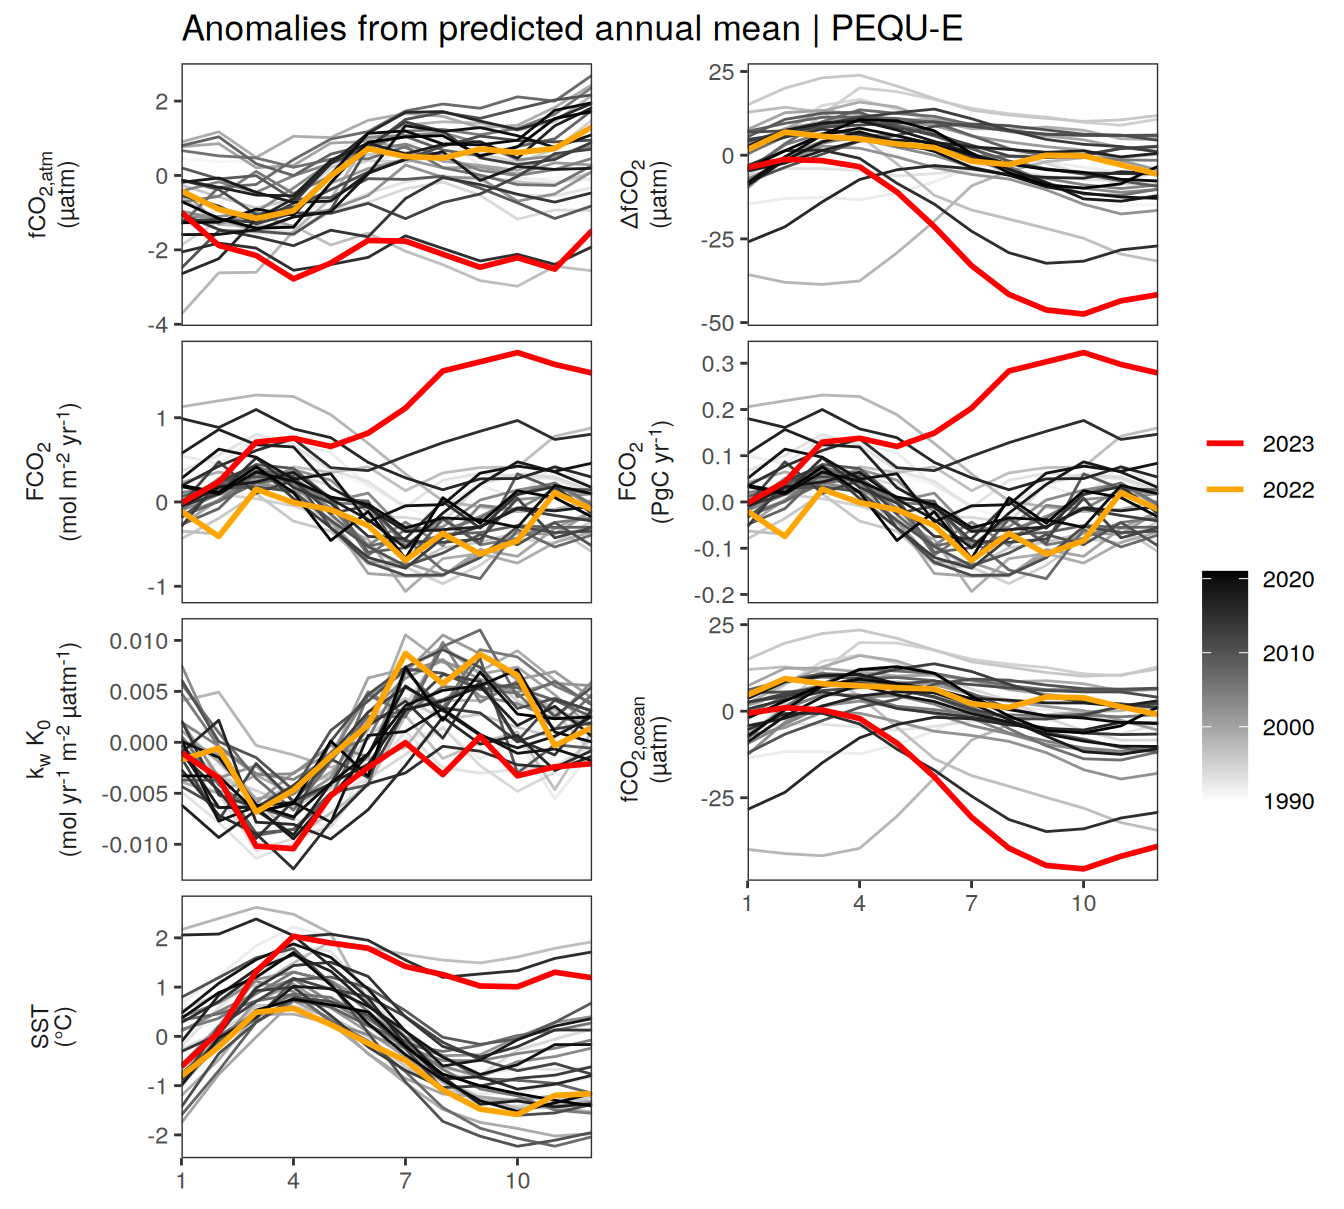 Anomalies from predicted annual mean | PEQU-E
fCO2,atm
(µatm)
2
0
-2
-4
ΔfCO2
(µatm)
25
0
-25
-50
FCO2
(mol m-2 yr-1)
1
0
-1
FCO2
(PgC yr-1)
0.3
0.2
0.1
0.0
-0.1
-0.2
kw K0
(mol yr-1 m-2 µatm-1)
0.010
0.005
0.000
-0.005
-0.010
fCO2,ocean
(µatm)
25
0
-25
1 4 7 10
SST
(°C)
2
1
0
-1
-2
1 4 7 10
2023
2022
2020
2010
2000
1990